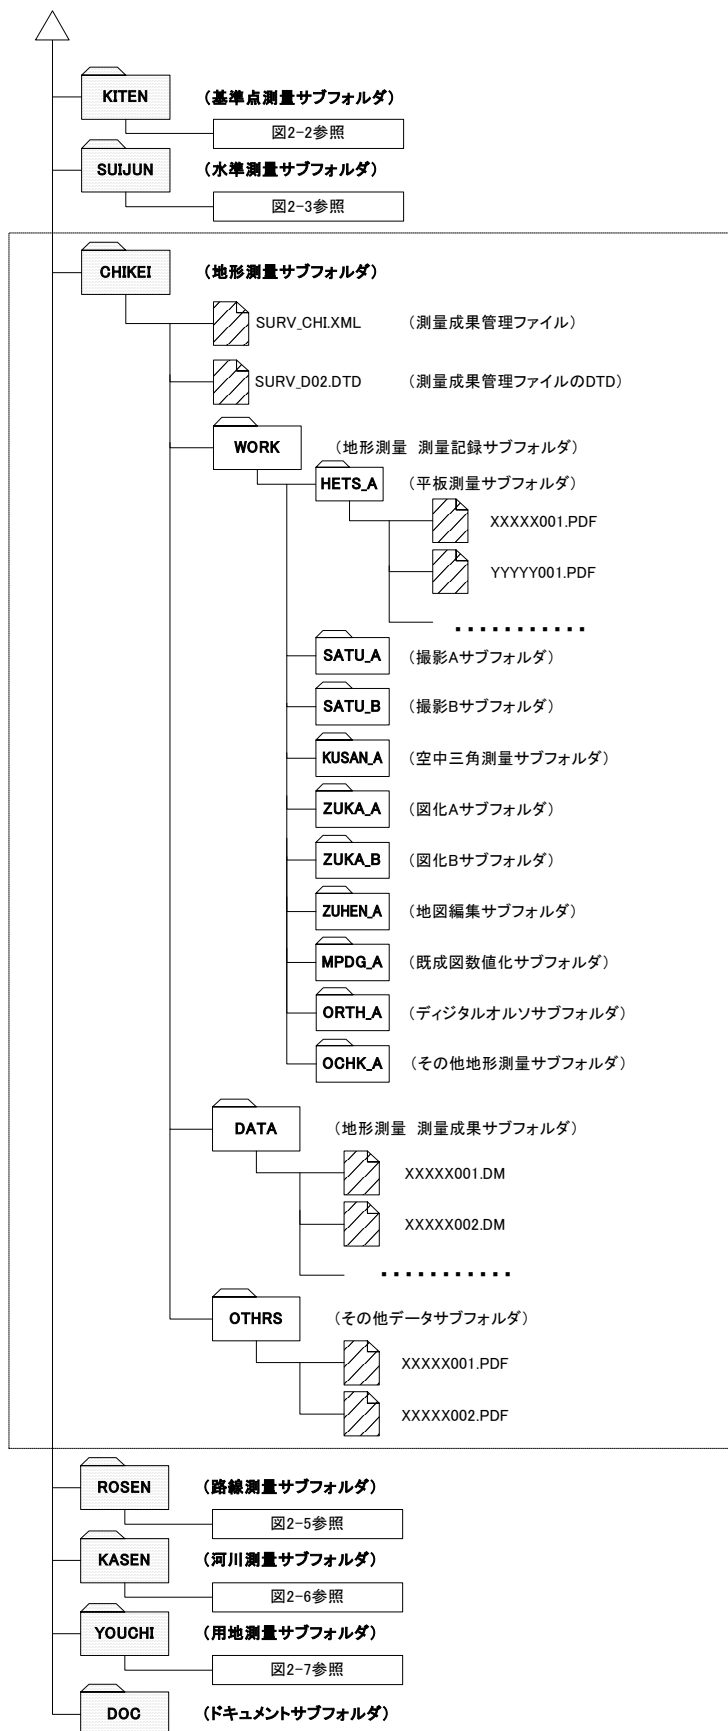 KITEN （基準点測量サブフォルダ）
図2-2参照
SUIJUN （水準測量サブフォルダ）
図2-3参照
CHIKEI （地形測量サブフォルダ）
SURV_CHI.XML （測量成果管理ファイル）
SURV_D02.DTD （測量成果管理ファイルのDTD）
WORK （地形測量 測量記録サブフォルダ）
HETS_A （平板測量サブフォルダ）
XXXXX001.PDF
YYYYY001.PDF
...........
SATU_A （撮影Aサブフォルダ）
SATU_B （撮影Bサブフォルダ）
KUSAN_A （空中三角測量サブフォルダ）
ZUKA_A （図化Aサブフォルダ）
ZUKA_B （図化Bサブフォルダ）
ZUHEN_A （地図編集サブフォルダ）
MPDG_A （既成図数値化サブフォルダ）
ORTH_A （ディジタルオルソサブフォルダ）
OCHK_A （その他地形測量サブフォルダ）
DATA （地形測量 測量成果サブフォルダ）
XXXXX001.DM
XXXXX002.DM
...........
OTHRS （その他データサブフォルダ）
XXXXX001.PDF
XXXXX002.PDF
ROSEN （路線測量サブフォルダ）
図2-5参照
KASEN （河川測量サブフォルダ）
図2-6参照
YOUCHI （用地測量サブフォルダ）
図2-7参照
DOC （ドキュメントサブフォルダ）